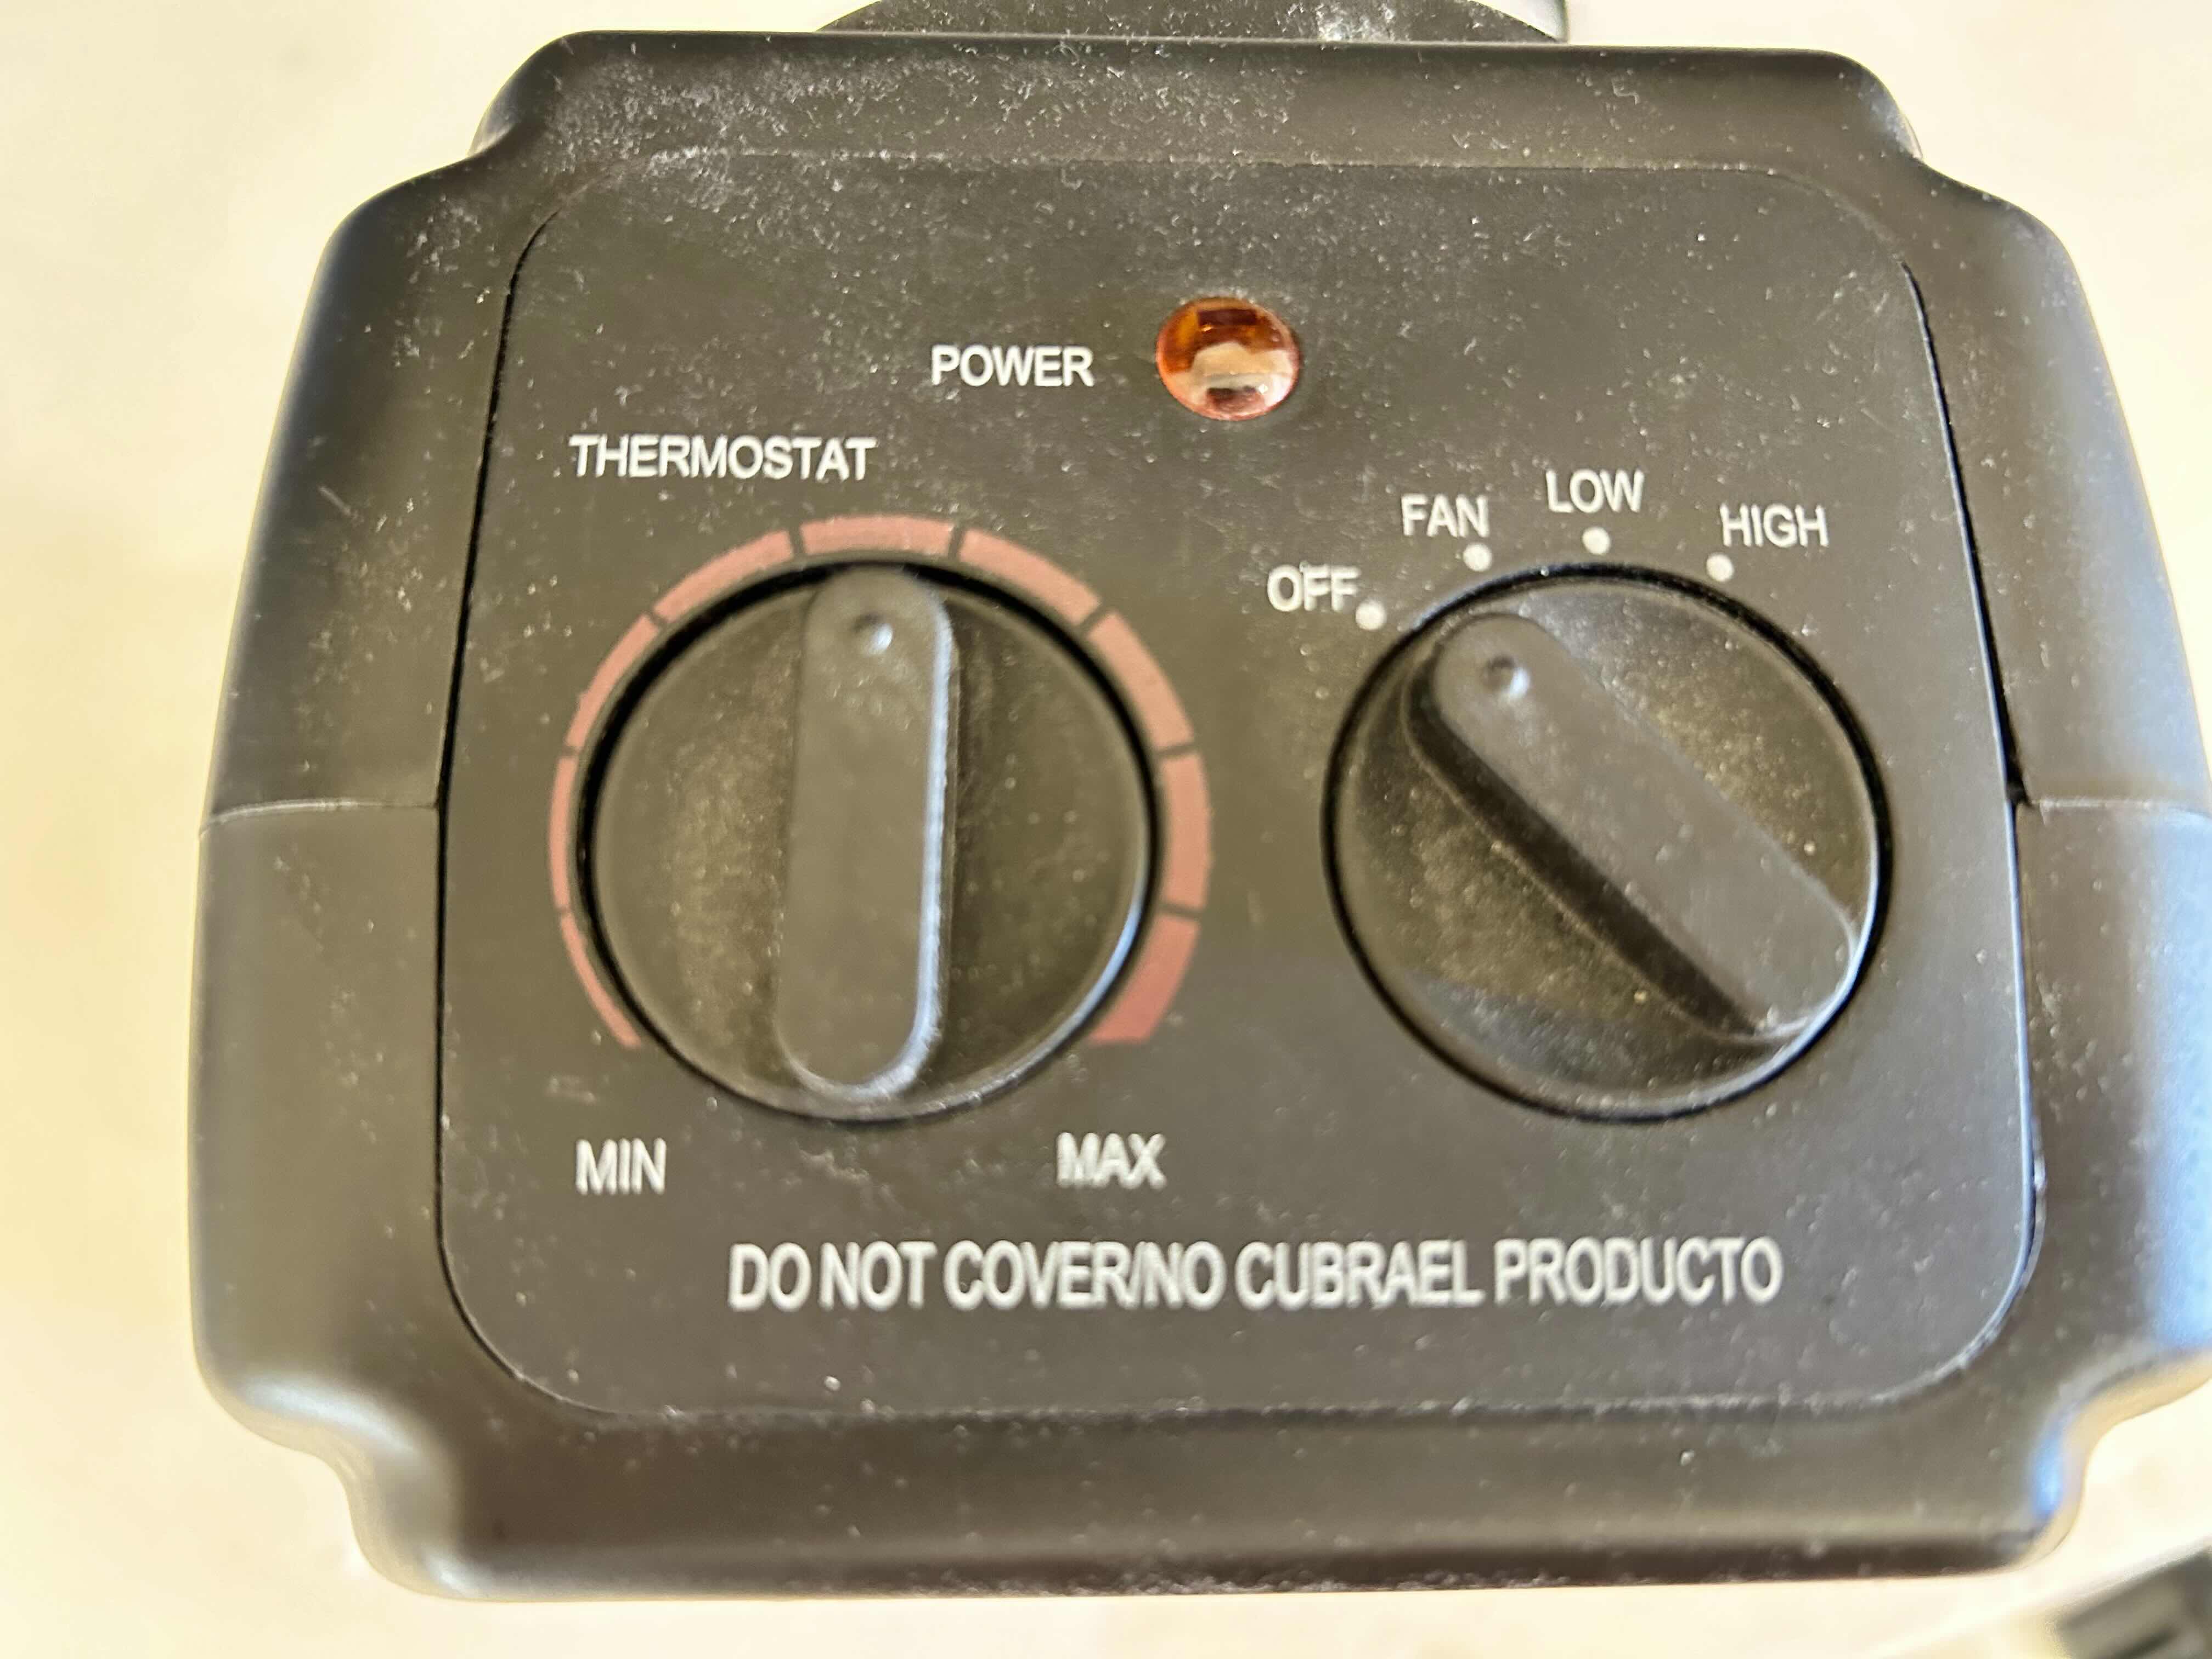 POWER
THERMOSTAT
LOW
FAN
HIGH
OFF
MIN
MAX
DO NOT COVER/NO CUBRAEL PRODUCTO